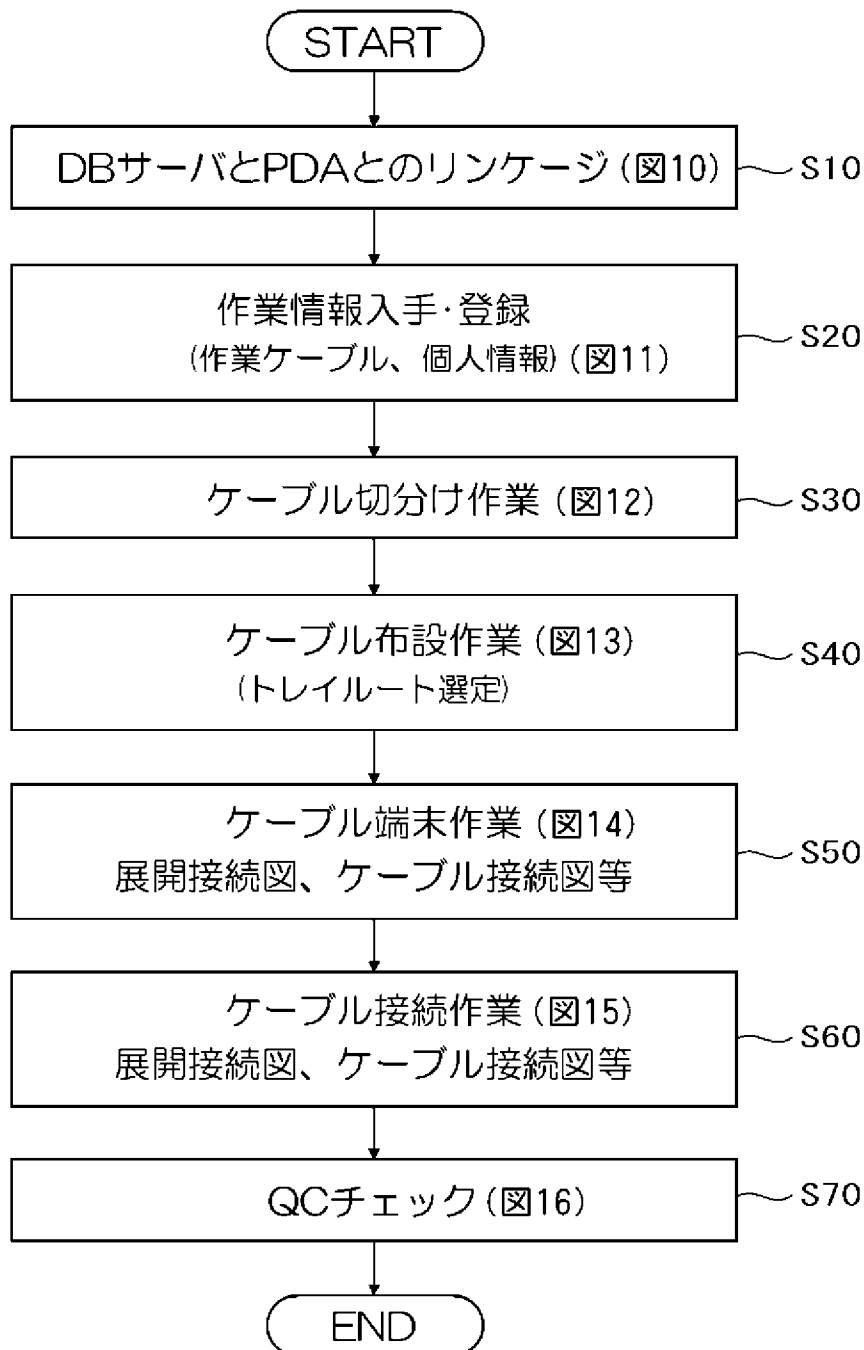 START
DBサーバとPDAとのリンケージ(図10)
S10
作業情報入手・登録
(作業ケーブル、個人情報)(図11)
S20
ケーブル切分け作業(図12)
S30
ケーブル布設作業(図13)
(トレイルート選定)
S40
ケーブル端末作業(図14)
展開接続図、ケーブル接続図等
S50
ケーブル接続作業(図15)
展開接続図、ケーブル接続図等
S60
QCチェック(図16)
S70
END